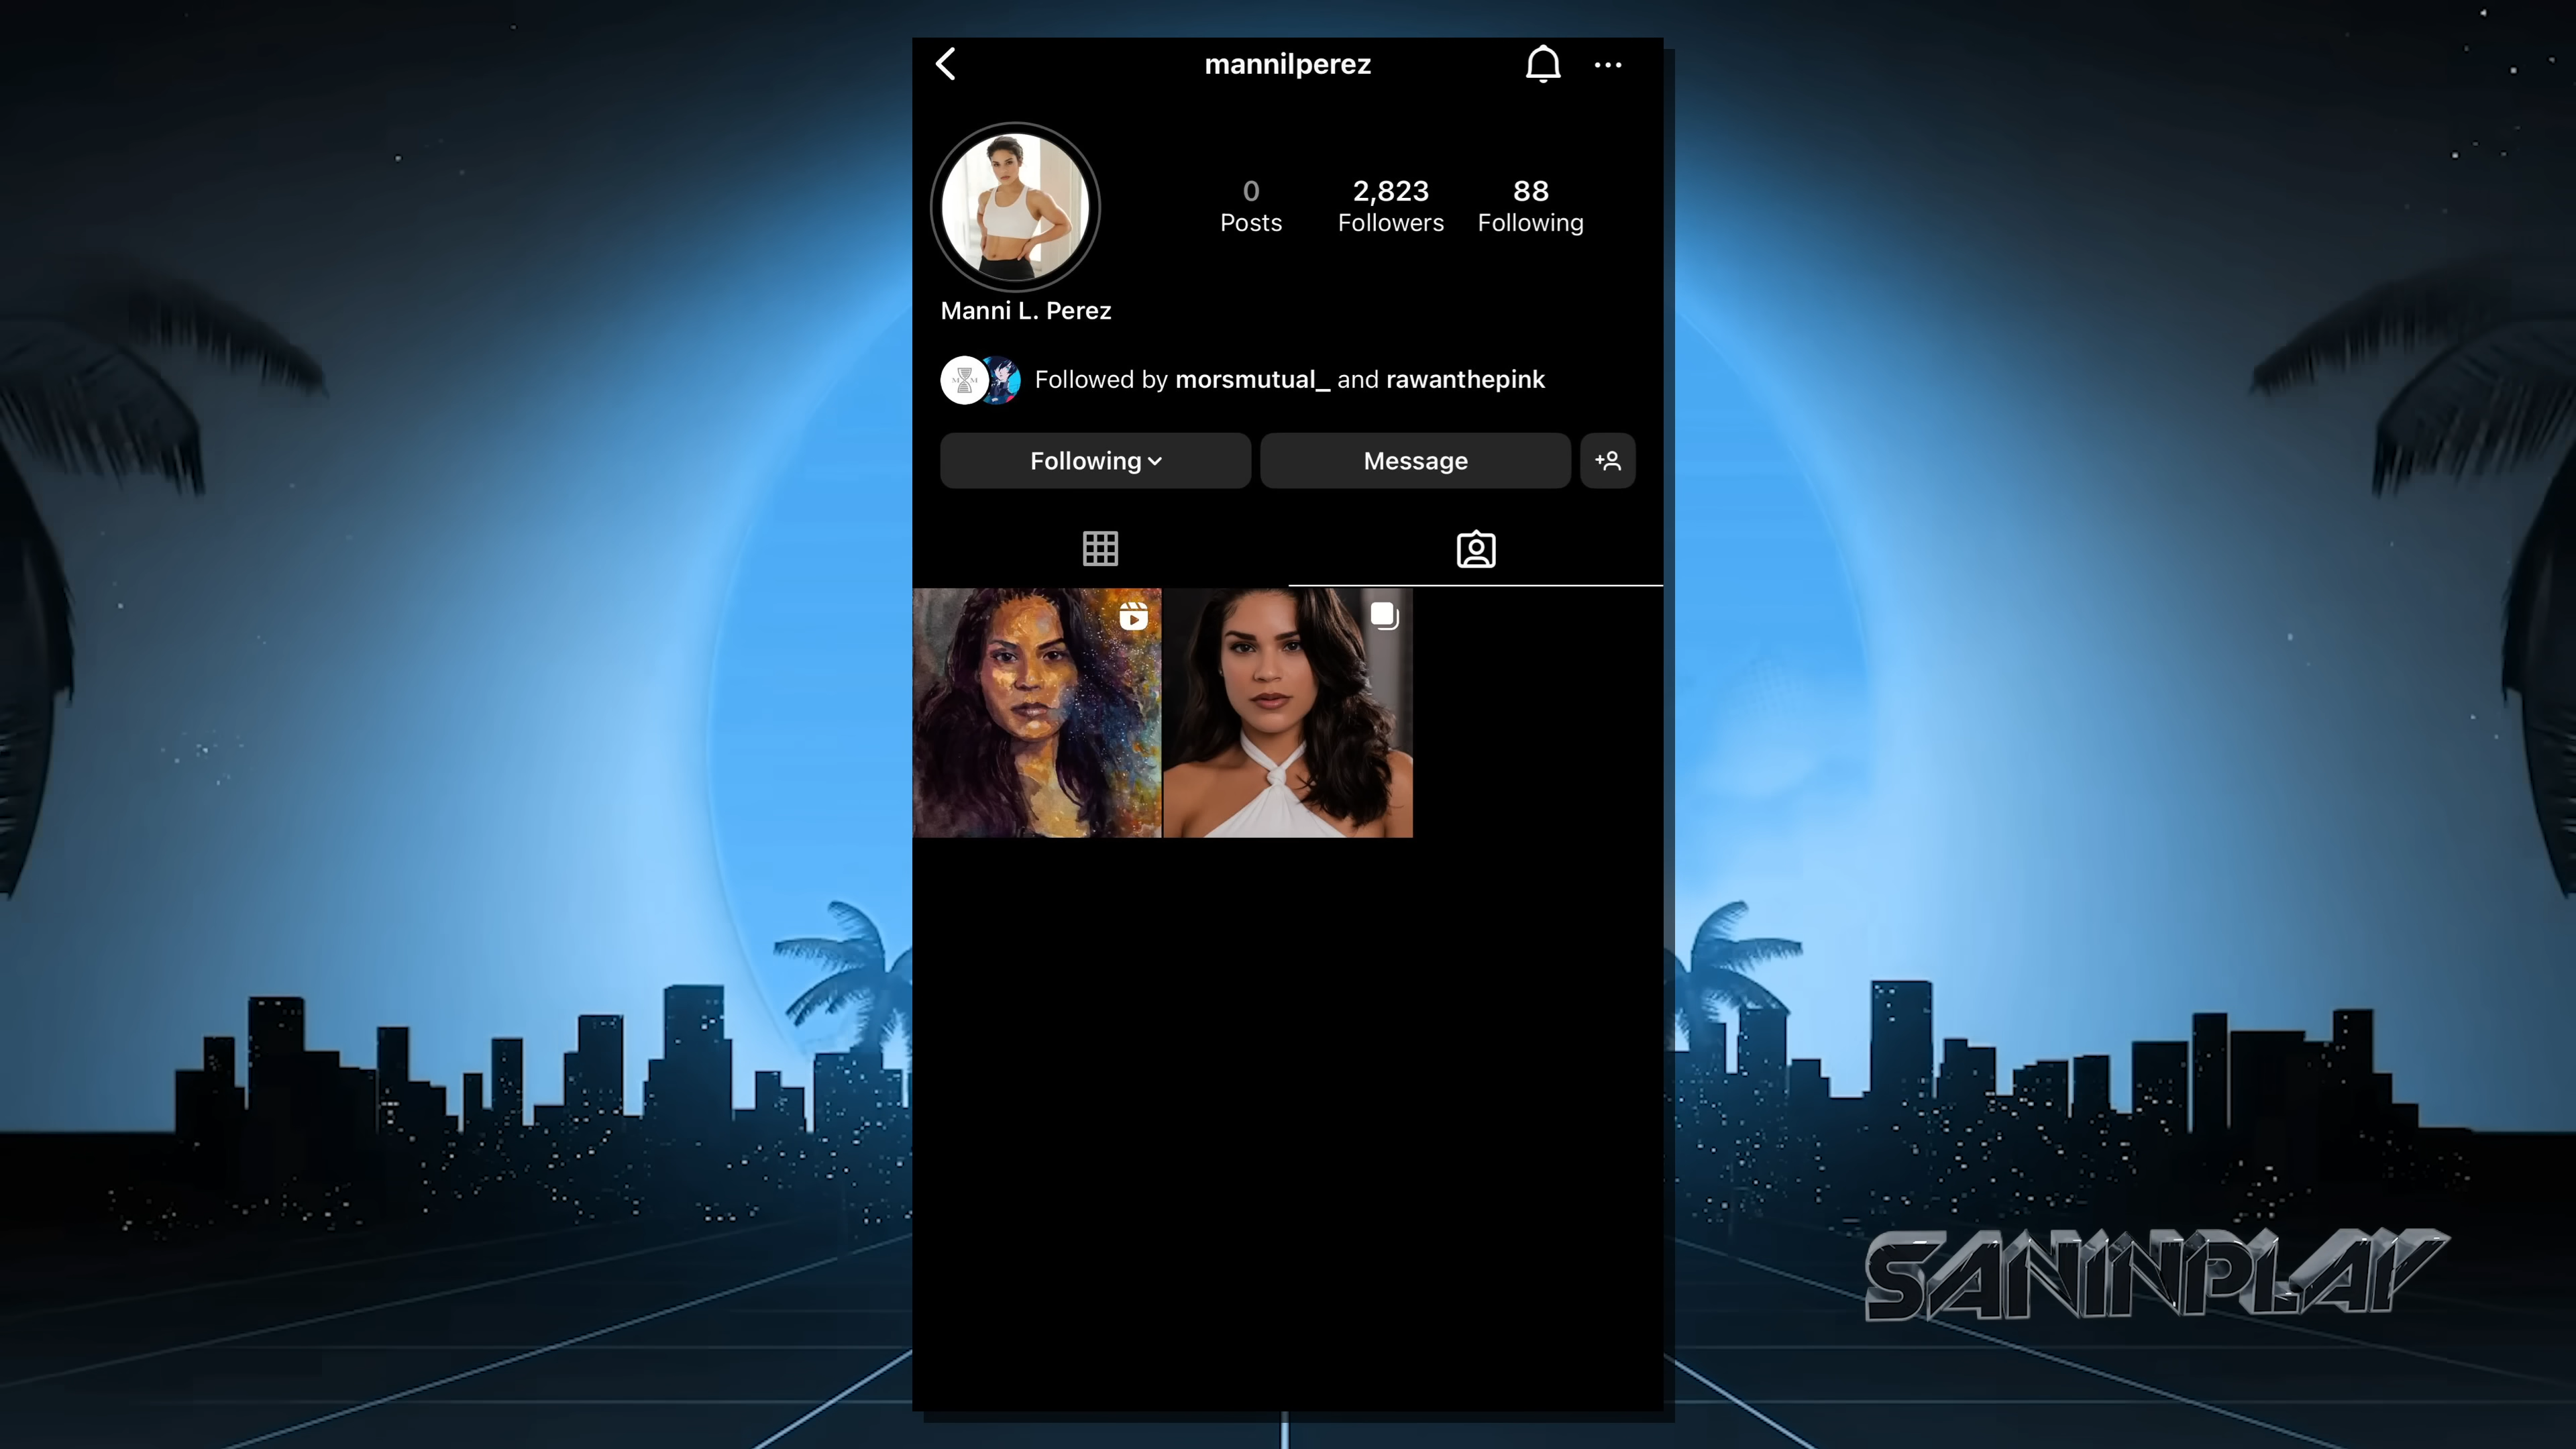 mannilperez
0 2,823 88
Posts Followers Following
Manni L. Perez
Followed by morsmutual_ and rawanthepink
Following Message
SANINPLAY